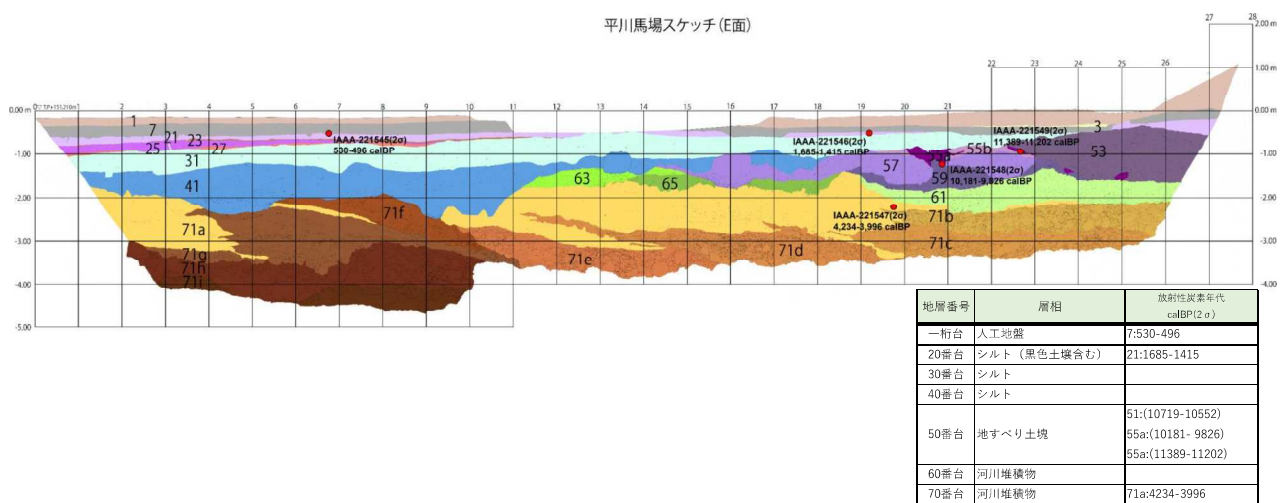 平川馬場スケッチ(E面)
27 28
2.00 m
22 23 24 25 26
1.00 m
0.00 m
1 2 3 4 5 6 7 8 9 10 11 12 13 14 15 16 17 18 19 20 21
0.00 m
1
7
21
23
25
27
31
41
IAAA-221545(2σ)
530-496 calBP
IAAA-221546(2σ)
1,685-1,415 calBP
IAAA-221549(2σ)
11,389-11,202 calBP
3
55b
55a
53
57
IAAA-221548(2σ)
10,181-9,826 calBP
59
63
65
61
IAAA-221547(2σ)
4,234-3,996 calBP
71f
71a
71b
71c
71d
71e
71g
71h
71i
-1.00
-2.00
-3.00
-4.00
-5.00
-1.00
-2.00
-3.00
-4.00
地層番号 層相 放射性炭素年代
calBP(2σ)
一桁台 人工地盤 7:530-496
20番台 シルト（黒色土壌含む） 21:1685-1415
30番台 シルト
40番台 シルト
50番台 地すべり土塊 51:(10719-10552)
55a:(10181- 9826)
55a:(11389-11202)
60番台 河川堆積物
70番台 河川堆積物 71a:4234-3996